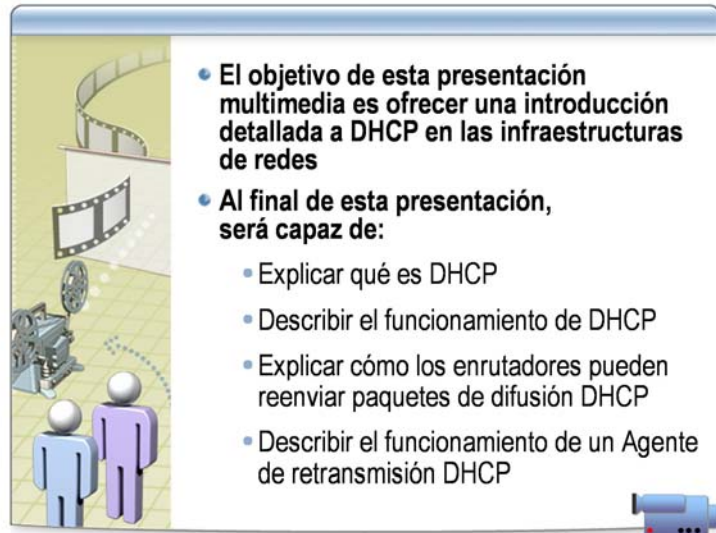 El objetivo de esta presentación
multimedia es ofrecer una introducción
detallada a DHCP en las infraestructuras
de redes
Al final de esta presentación,
será capaz de:
Explicar qué es DHCP
Describir el funcionamiento de DHCP
Explicar cómo los enrutadores pueden
reenviar paquetes de difusión DHCP
Describir el funcionamiento de un Agente
de retransmisión DHCP